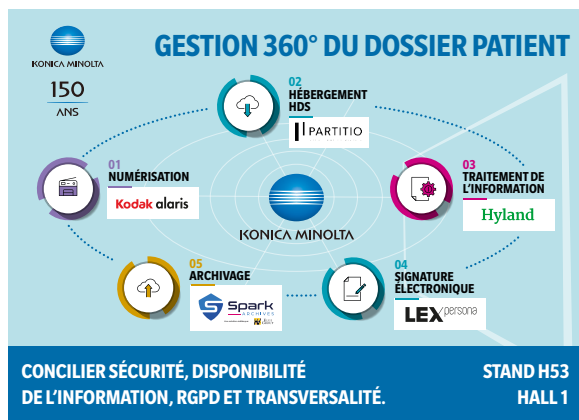 KONICA MINOLTA
150
ANS
GESTION 360° DU DOSSIER PATIENT
01
NUMÉRISATION
Kodak alaris
02
HÉBERGEMENT
HDS
PARTITIO
03
TRAITEMENT DE
L'INFORMATION
Hyland
KONICA MINOLTA
04
SIGNATURE
ÉLECTRONIQUE
LEX persona
05
ARCHIVAGE
Spark
ARCHIVES
CONCILIER SÉCURITÉ, DISPONIBILITÉ
DE L'INFORMATION, RGPD ET TRANSVERSALITÉ.
STAND H53
HALL 1